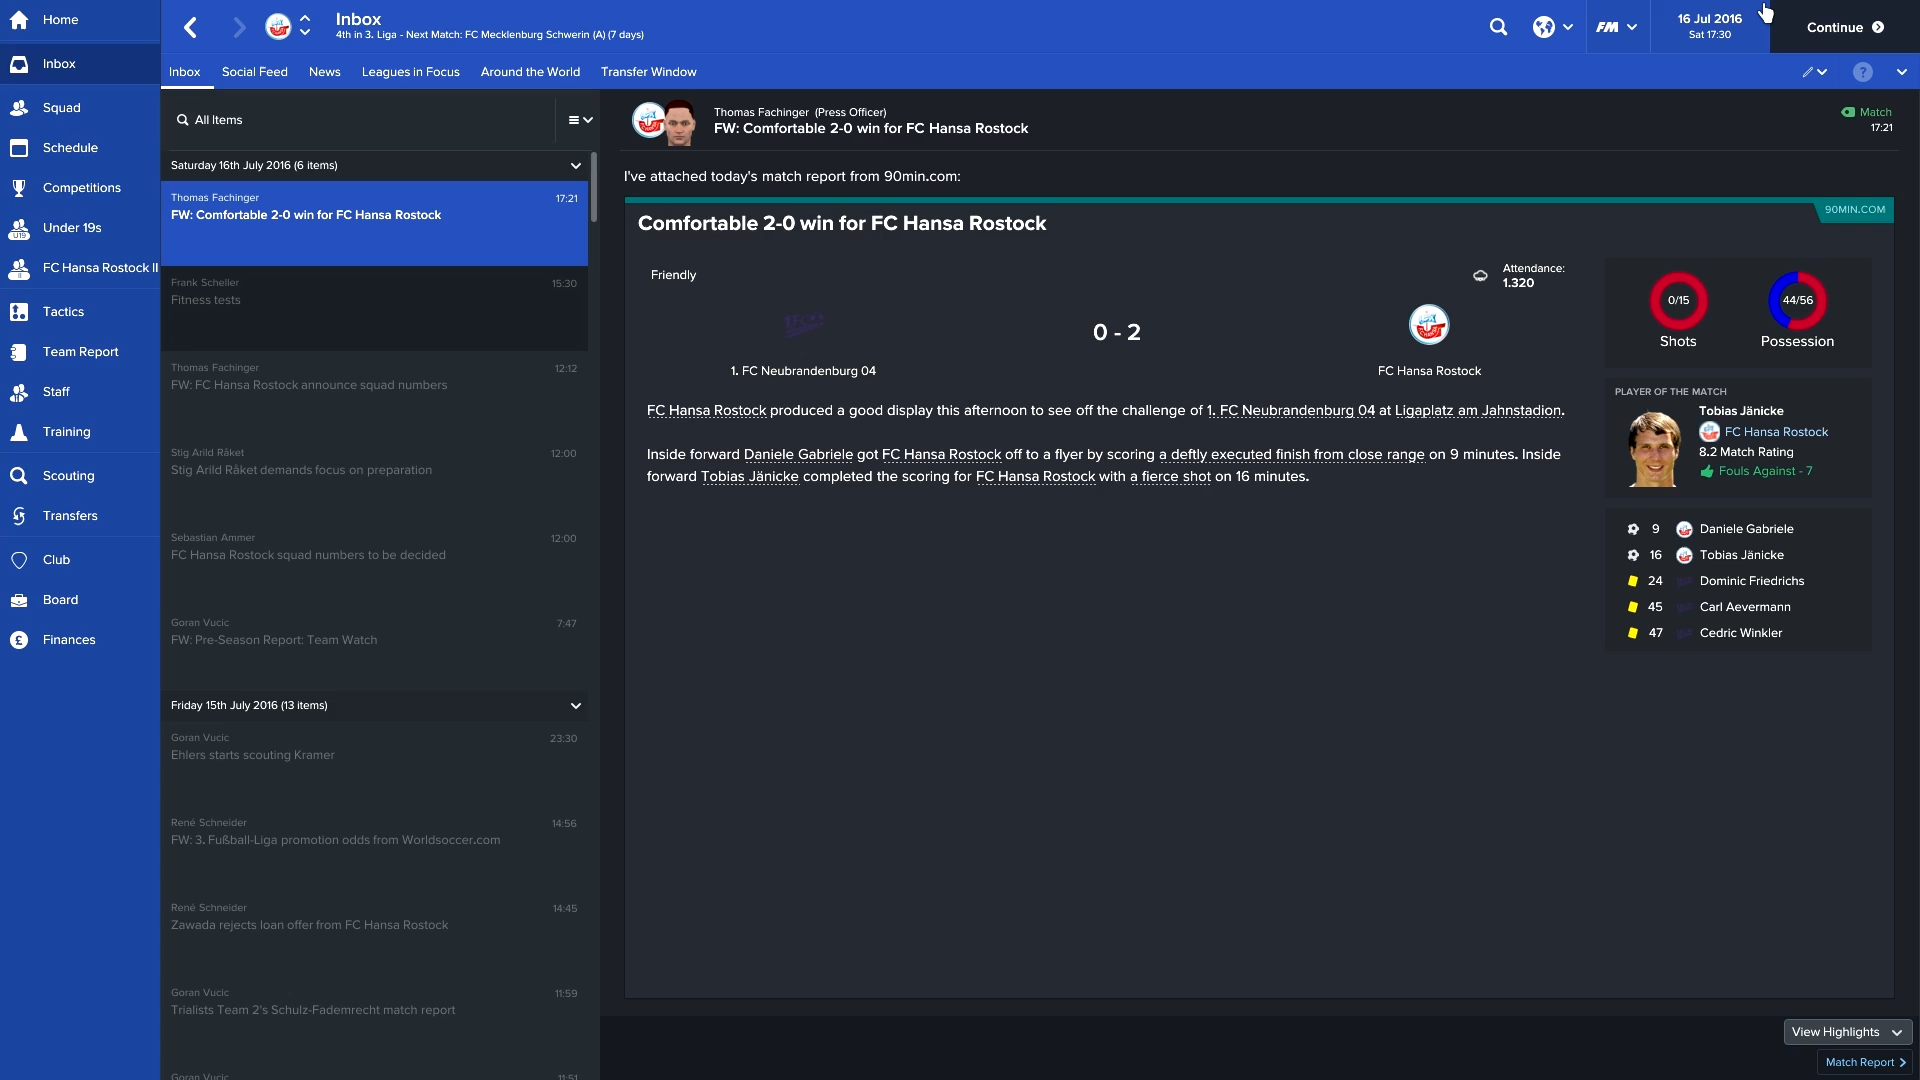 Home
Inbox
Squad
Schedule
Competitions
Under 19s
FC Hansa Rostock II
Tactics
Team Report
Staff
Training
Scouting
Transfers
Club
Board
Finances
Inbox
4th in 3. Liga - Next Match: FC Mecklenburg Schwerin (A) (7 days)
FM
16 Jul 2016
Sat 17:30
Continue
Inbox Social Feed News Leagues in Focus Around the World Transfer Window
?
All Items
Saturday 16th July 2016 (6 items)
Thomas Fachinger 17:21
FW: Comfortable 2-0 win for FC Hansa Rostock
Frank Scheller 15:30
Fitness tests
Thomas Fachinger 12:12
FW: FC Hansa Rostock announce squad numbers
Stig Arild Råket 12:00
Stig Arild Råket demands focus on preparation
Sebastian Ammer 12:00
FC Hansa Rostock squad numbers to be decided
Goran Vucic 7:47
FW: Pre-Season Report: Team Watch
Friday 15th July 2016 (13 items)
Goran Vucic 23:30
Ehlers starts scouting Kramer
René Schneider 14:56
FW: 3. Fußball-Liga promotion odds from Worldsoccer.com
René Schneider 14:45
Zawada rejects loan offer from FC Hansa Rostock
Goran Vucic 11:59
Trialists Team 2's Schulz-Fademrecht match report
Goran Vucic 11:51
Thomas Fachinger (Press Officer)
FW: Comfortable 2-0 win for FC Hansa Rostock
Match
17:21
I've attached today's match report from 90min.com:
90MIN.COM
Comfortable 2-0 win for FC Hansa Rostock
Friendly
Attendance:
1.320
0 - 2
1. FC Neubrandenburg 04
FC Hansa Rostock
FC Hansa Rostock produced a good display this afternoon to see off the challenge of 1. FC Neubrandenburg 04 at Ligaplatz am Jahnstadion.
Inside forward Daniele Gabriele got FC Hansa Rostock off to a flyer by scoring a deftly executed finish from close range on 9 minutes. Inside
forward Tobias Jänicke completed the scoring for FC Hansa Rostock with a fierce shot on 16 minutes.
0/15
Shots
44/56
Possession
PLAYER OF THE MATCH
Tobias Jänicke
FC Hansa Rostock
8.2 Match Rating
Fouls Against - 7
9 Daniele Gabriele
16 Tobias Jänicke
24 Dominic Friedrichs
45 Carl Aevermann
47 Cedric Winkler
View Highlights
Match Report